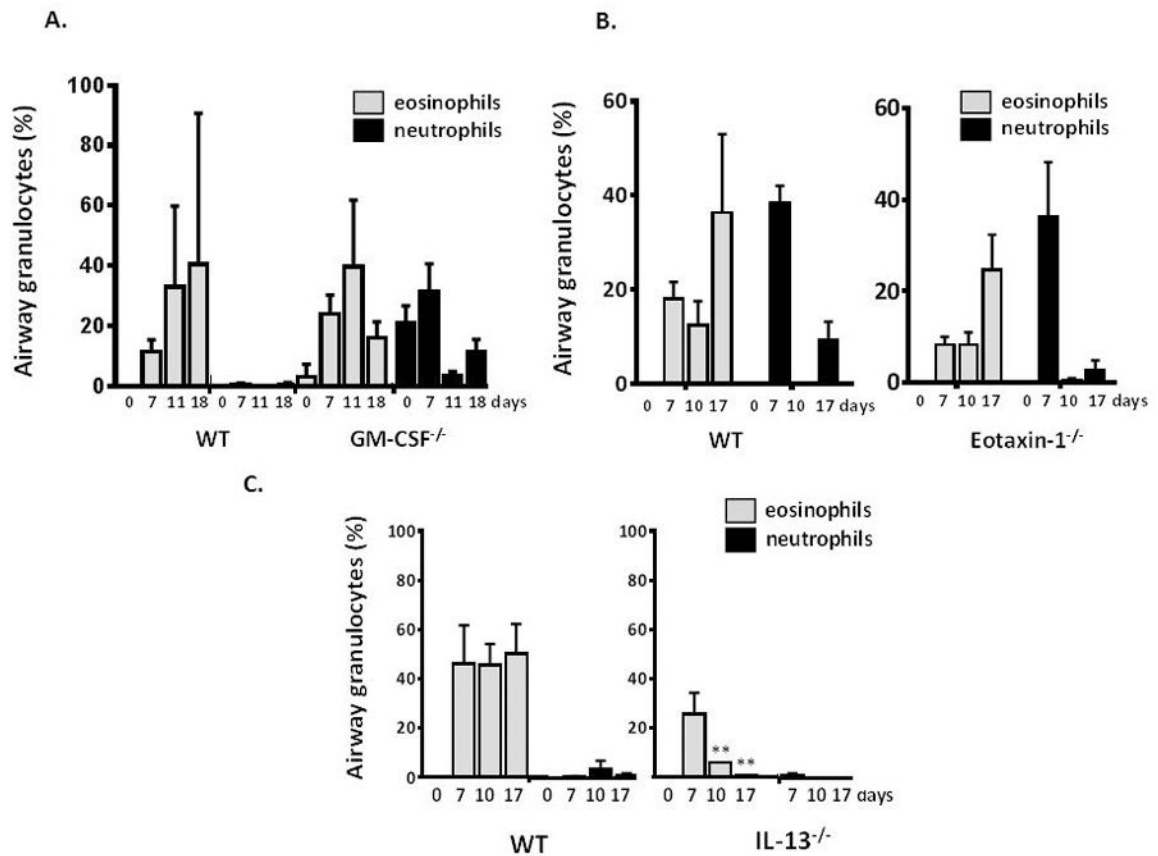 A.
Airway granulocytes (%)
100
80
60
40
20
0
eosinophils
neutrophils
0 7 11 18 0 7 11 18 0 7 11 18 0 7 11 18 days
WT GM-CSF-/-
B.
Airway granulocytes (%)
60
40
20
0
0 7 10 17 0 7 10 17 days
WT
Airway granulocytes (%)
60
40
20
0
eosinophils
neutrophils
0 7 10 17 0 7 10 17 days
Eotaxin-1-/-
C.
Airway granulocytes (%)
100
80
60
40
20
0
0 7 10 17 0 7 10 17
WT
100
80
60
40
20
0
eosinophils
neutrophils
** **
0 7 10 17 7 10 17 days
IL-13-/-